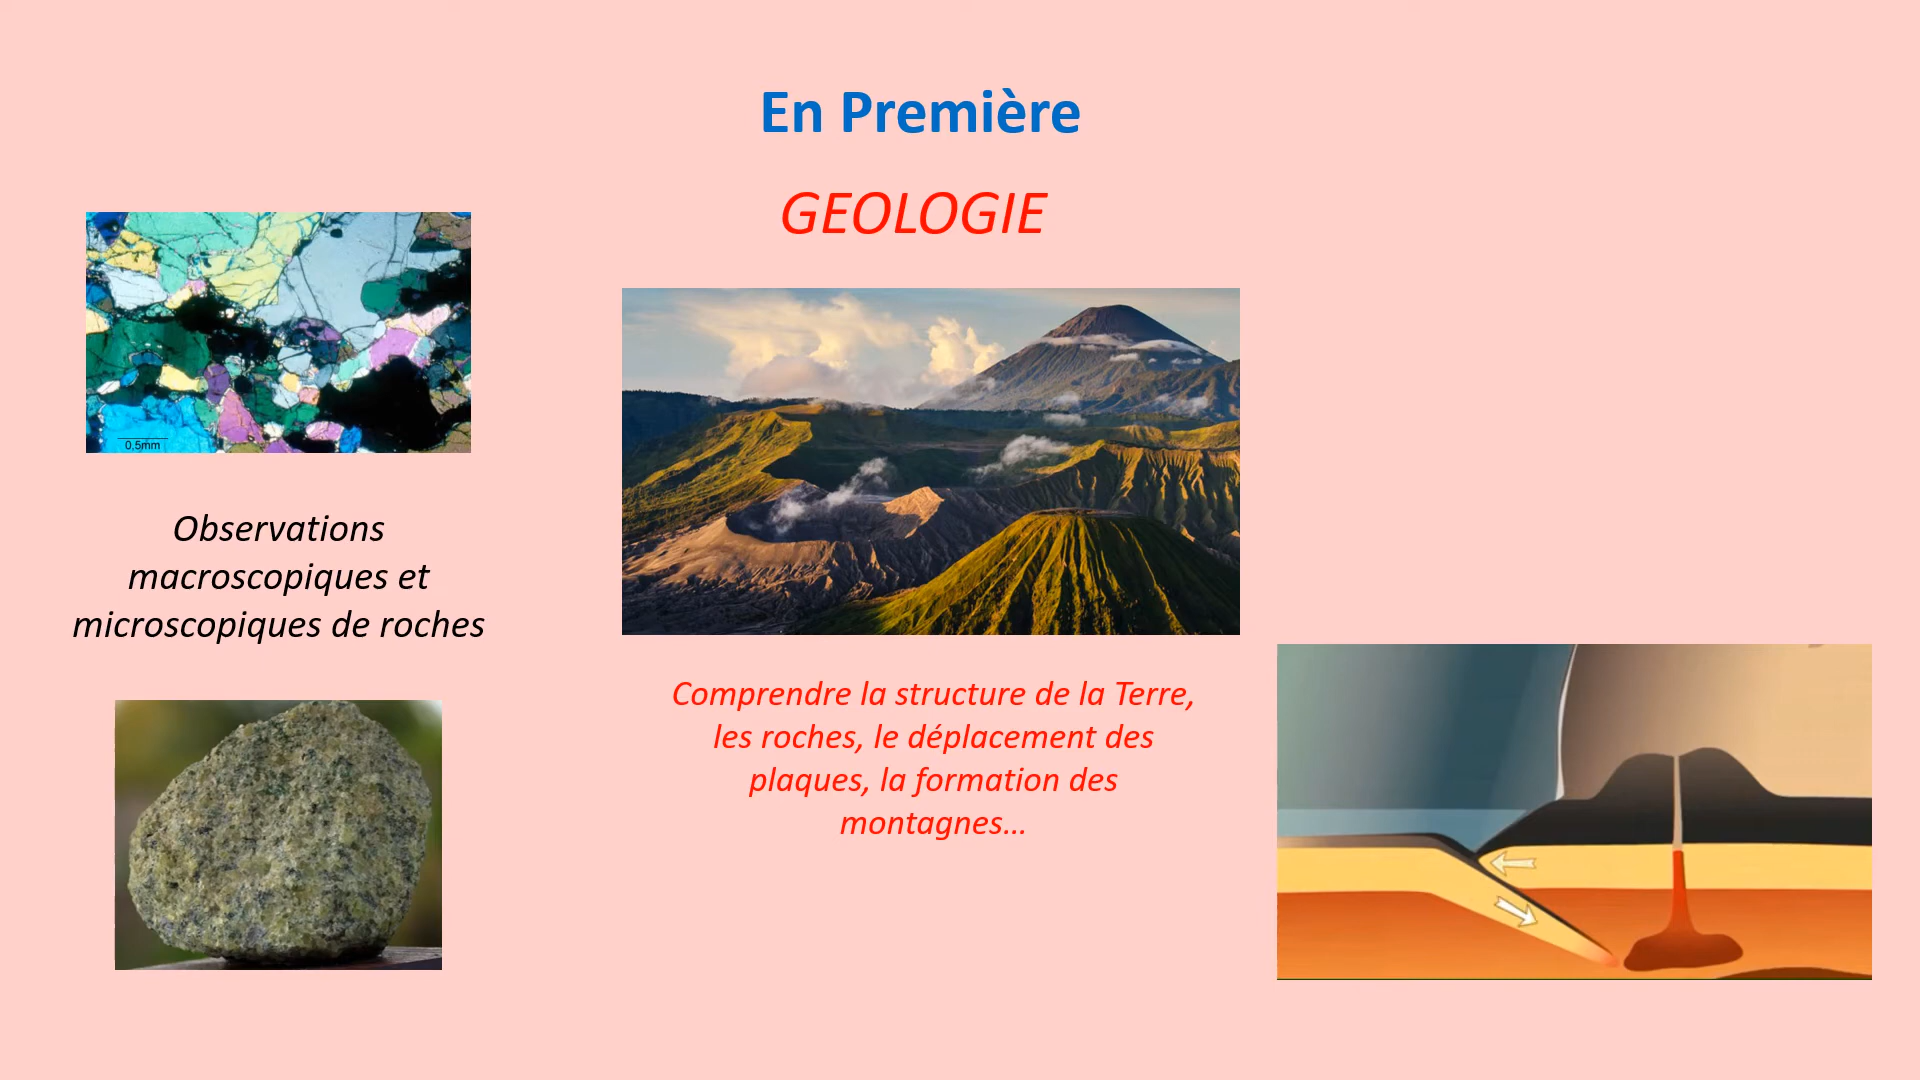 En Première
GEOLOGIE
0,5mm
Observations
macroscopiques et
microscopiques de roches
Comprendre la structure de la Terre,
les roches, le déplacement des
plaques, la formation des
montagnes...